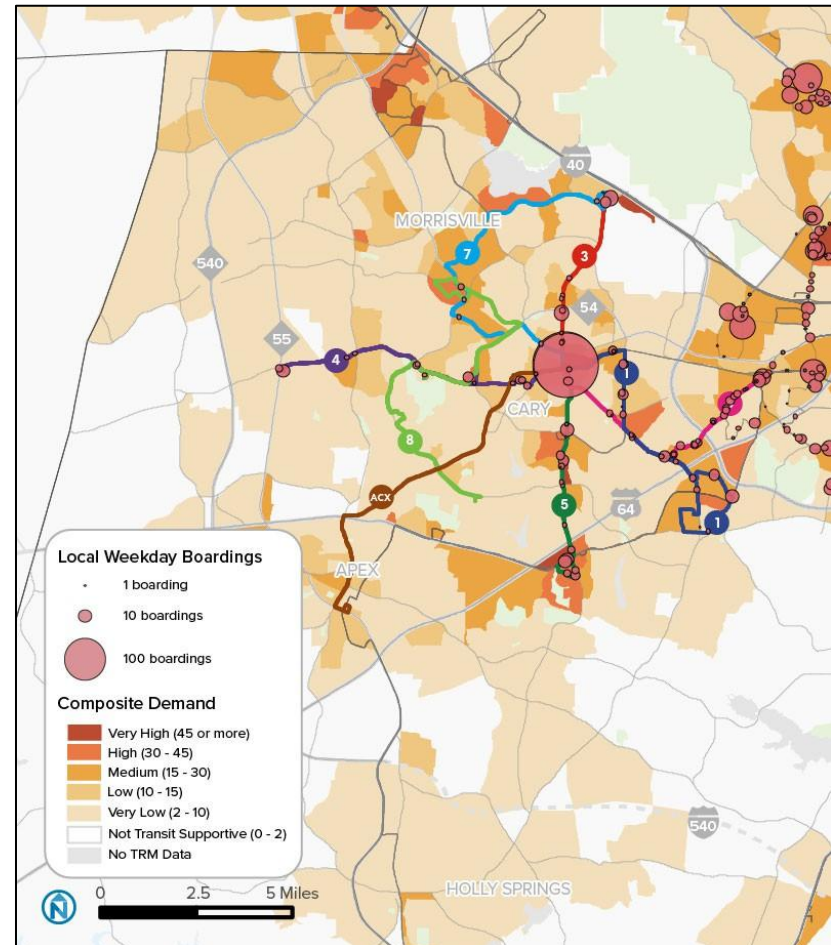 40
MORRISVILLE
7
3
540
54
55
4
1
CARY
8
ACX
5
64
1
APEX
Local Weekday Boardings
1 boarding
10 boardings
100 boardings
Composite Demand
Very High (45 or more)
High (30 - 45)
Medium (15 - 30)
Low (10 - 15)
Very Low (2 - 10)
Not Transit Supportive (0 - 2)
No TRM Data
540
HOLLY SPRINGS
N
0 2.5 5 Miles